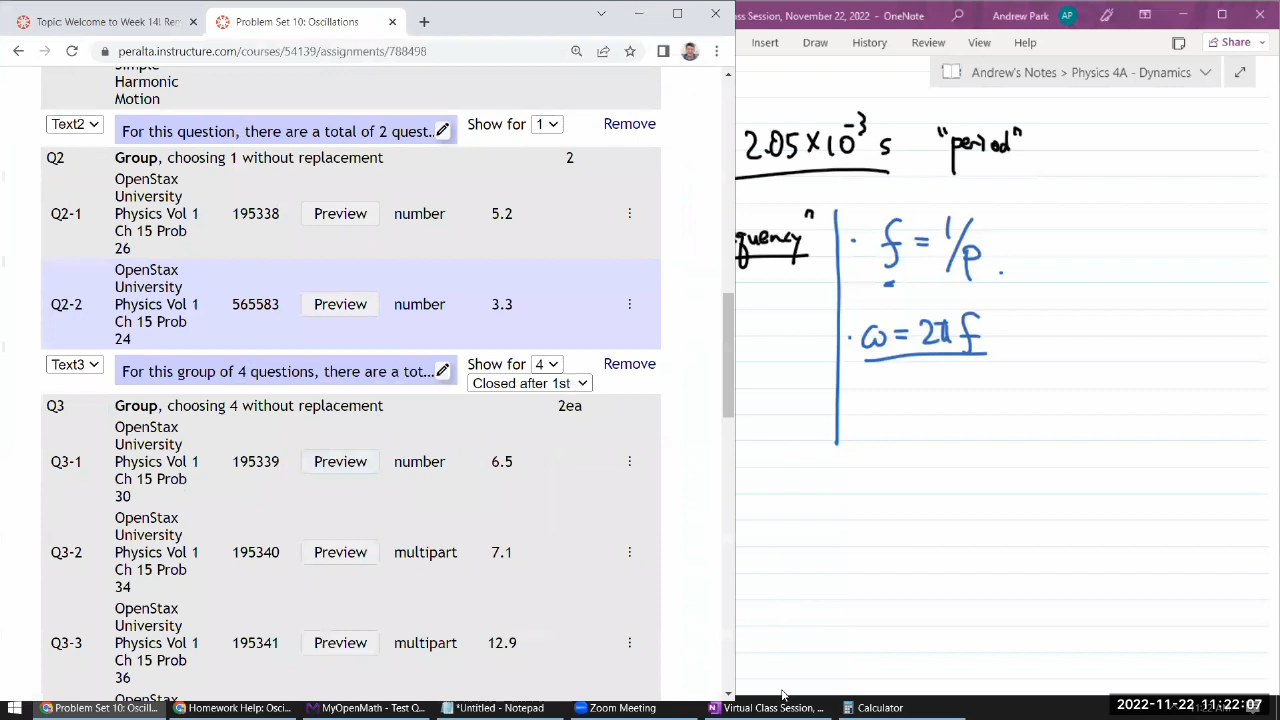 Topic Welcome to Week 14! Rem
Problem Set 10: Oscillations
peralta.instructure.com/courses/54139/assignments/788498
Simple
Harmonic
Motion
Text2
For this question, there are a total of 2 quest...
Show for
1
Remove
Q2
Group, choosing 1 without replacement
2
Q2-1
OpenStax
University
Physics Vol 1
Ch 15 Prob
26
195338
Preview
number
5.2
Q2-2
OpenStax
University
Physics Vol 1
Ch 15 Prob
24
565583
Preview
number
3.3
Text3
For this group of 4 questions, there are a tot...
Show for
4
Closed after 1st
Remove
Q3
Group, choosing 4 without replacement
2ea
Q3-1
OpenStax
University
Physics Vol 1
Ch 15 Prob
30
195339
Preview
number
6.5
Q3-2
OpenStax
University
Physics Vol 1
Ch 15 Prob
34
195340
Preview
multipart
7.1
Q3-3
OpenStax
University
Physics Vol 1
Ch 15 Prob
36
195341
Preview
multipart
12.9
ass Session, November 22, 2022 - OneNote
Andrew Park
AP
Insert
Draw
History
Review
View
Help
Share
Andrew's Notes > Physics 4A - Dynamics
2.05×10⁻³ s "period"
quency"
· f = 1/p .
· ω = 2π f
Problem Set 10: Oscill...
Homework Help: Osc...
MyOpenMath - Test Q...
*Untitled - Notepad
Zoom Meeting
Virtual Class Session, ...
Calculator
2022-11-22 11:22:07